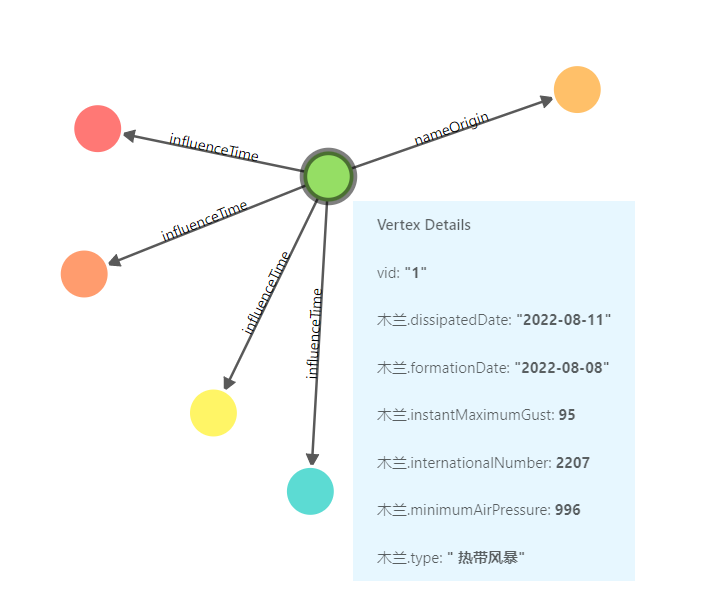 nameOrigin
influenceTime
influenceTime
influenceTime
influenceTime
Vertex Details
vid: "1"
木兰.dissipatedDate: "2022-08-11"
木兰.formationDate: "2022-08-08"
木兰.instantMaximumGust: 95
木兰.internationalNumber: 2207
木兰.minimumAirPressure: 996
木兰.type: " 热带风暴"